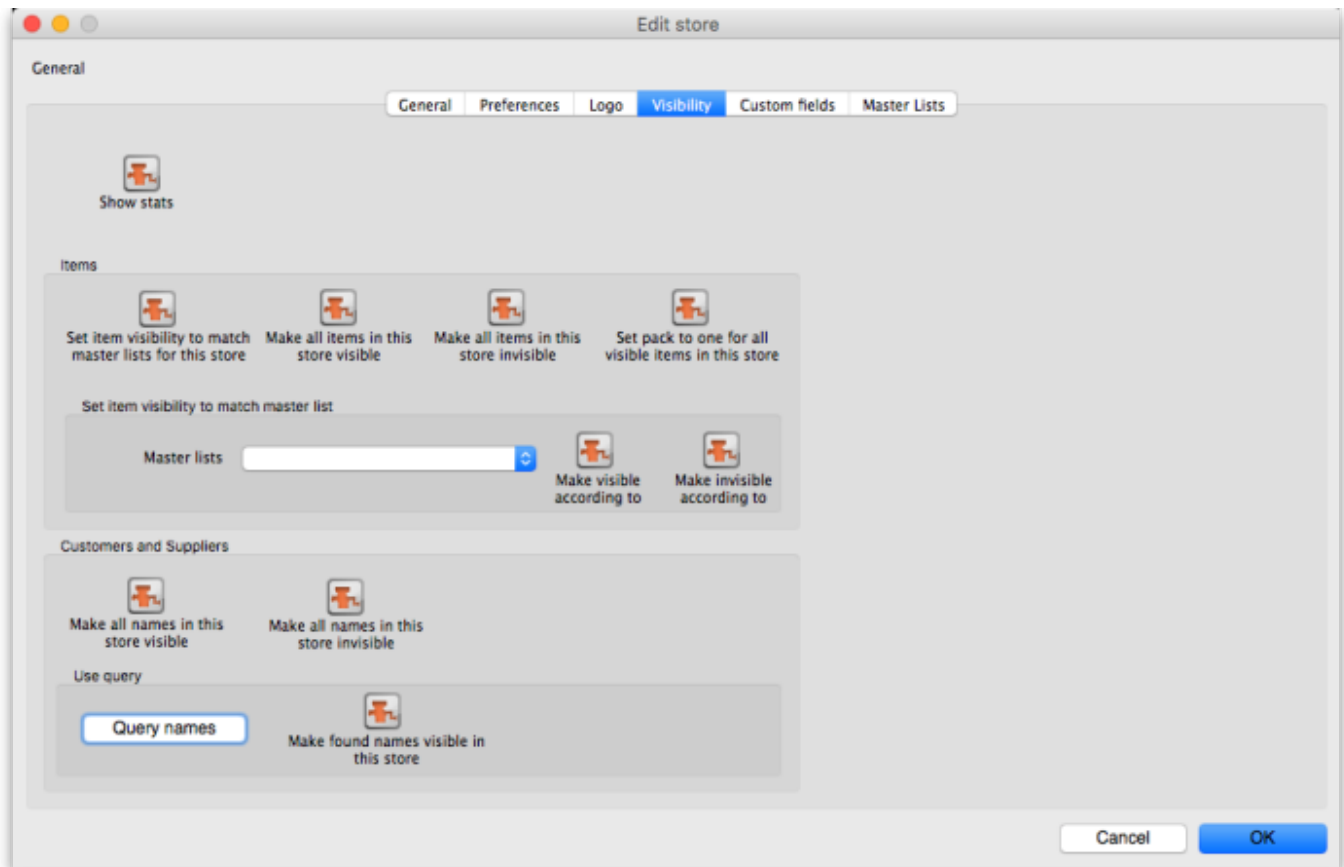 Edit store
General
General Preferences Logo Visibility Custom fields Master Lists
Show stats
Items
Set item visibility to match
master lists for this store
Make all items in this
store visible
Make all items in this
store invisible
Set pack to one for all
visible items in this store
Set item visibility to match master list
Master lists
Make visible
according to
Make invisible
according to
Customers and Suppliers
Make all names in this
store visible
Make all names in this
store invisible
Use query
Query names
Make found names visible in
this store
Cancel
OK